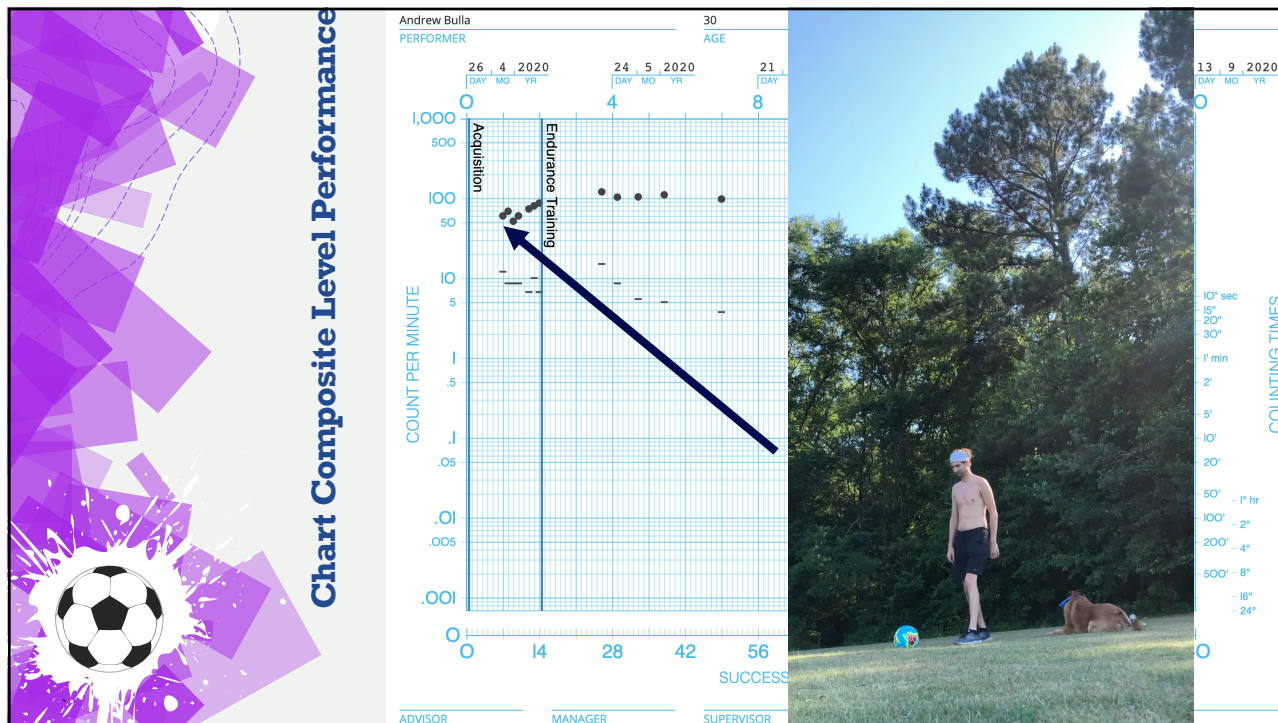 Chart Composite Level Performance
Andrew Bulla
PERFORMER
30
AGE
26 4 2020
DAY MO YR
24 5 2020
DAY MO YR
21
DAY
13 9 2020
DAY MO YR
0 4 8
1,000
500
100
50
10
5
1
.5
.1
.05
.01
.005
.001
0
COUNT PER MINUTE
Acquisition
Endurance Training
0 14 28 42 56
SUCCESS
10" sec
15"
20"
30"
1' min
2'
5'
10'
20'
50'
100'
200'
500'
1° hr
2°
4°
8°
16°
24°
COUNTING TIMES
ADVISOR
MANAGER
SUPERVISOR